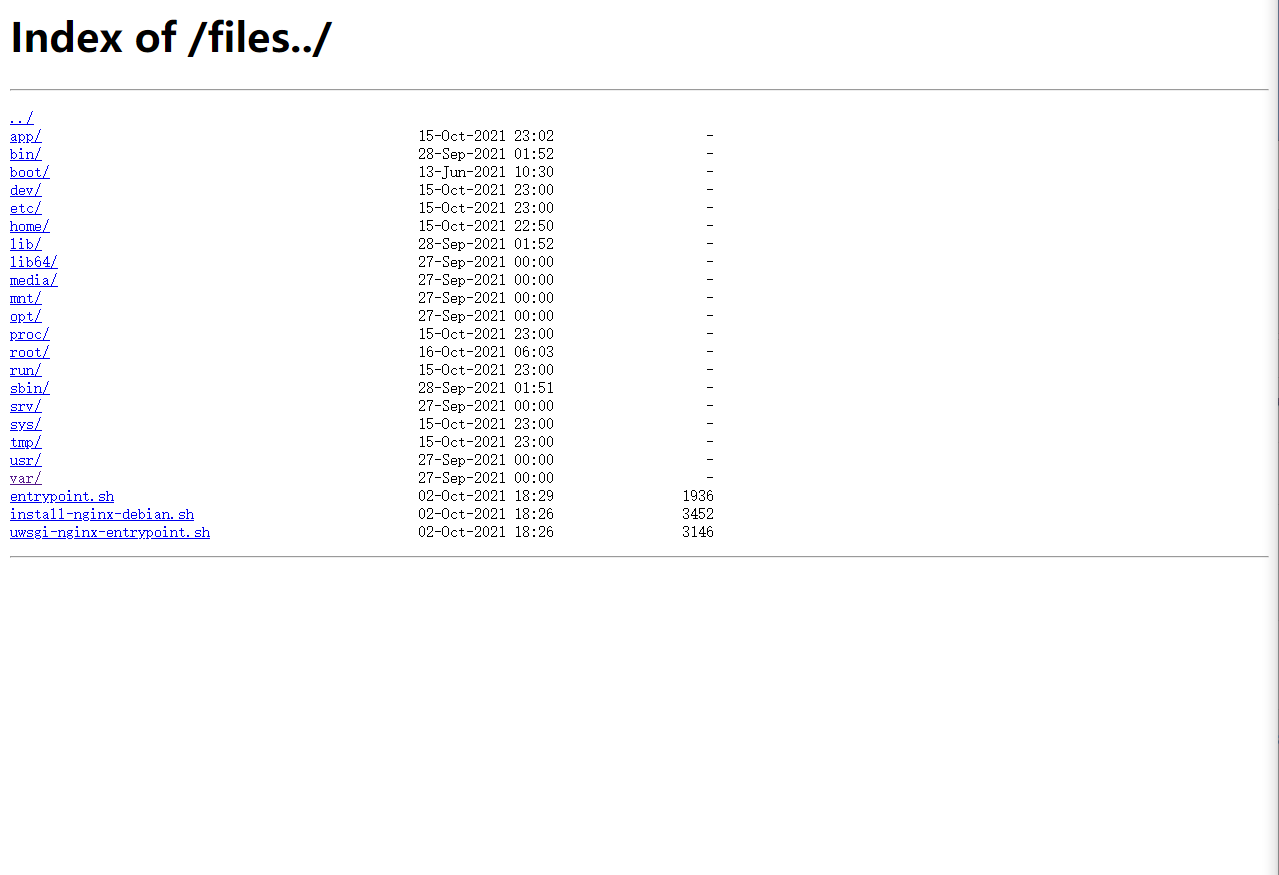 Index of /files../
../
app/ 15-Oct-2021 23:02 -
bin/ 28-Sep-2021 01:52 -
boot/ 13-Jun-2021 10:30 -
dev/ 15-Oct-2021 23:00 -
etc/ 15-Oct-2021 23:00 -
home/ 15-Oct-2021 22:50 -
lib/ 28-Sep-2021 01:52 -
lib64/ 27-Sep-2021 00:00 -
media/ 27-Sep-2021 00:00 -
mnt/ 27-Sep-2021 00:00 -
opt/ 27-Sep-2021 00:00 -
proc/ 15-Oct-2021 23:00 -
root/ 16-Oct-2021 06:03 -
run/ 15-Oct-2021 23:00 -
sbin/ 28-Sep-2021 01:51 -
srv/ 27-Sep-2021 00:00 -
sys/ 15-Oct-2021 23:00 -
tmp/ 15-Oct-2021 23:00 -
usr/ 27-Sep-2021 00:00 -
var/ 27-Sep-2021 00:00 -
entrypoint.sh 02-Oct-2021 18:29 1936
install-nginx-debian.sh 02-Oct-2021 18:26 3452
uwsgi-nginx-entrypoint.sh 02-Oct-2021 18:26 3146